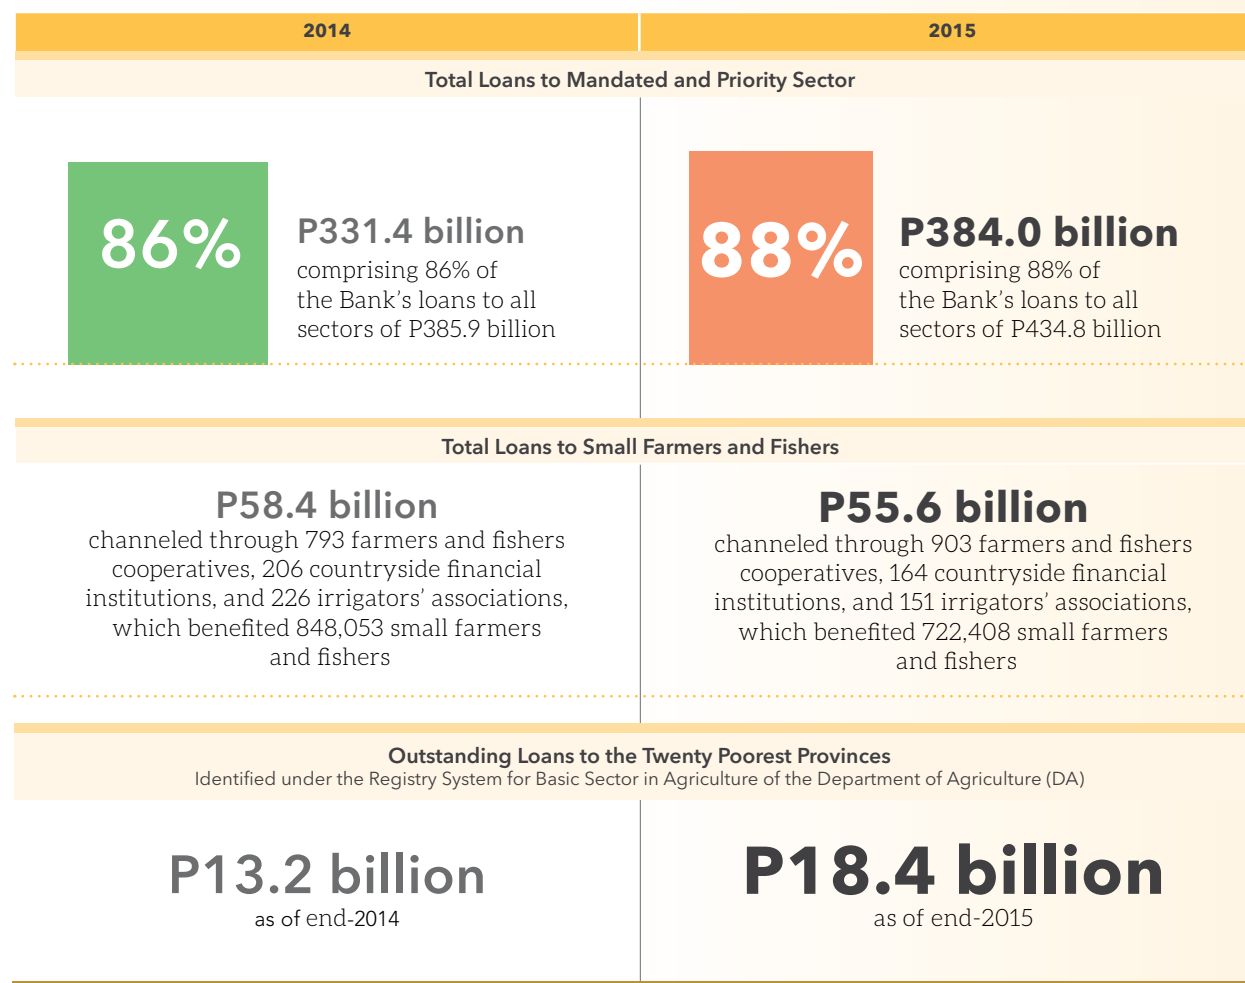 2014
2015
Total Loans to Mandated and Priority Sector
86%
P331.4 billion
comprising 86% of
the Bank’s loans to all
sectors of P385.9 billion
88%
P384.0 billion
comprising 88% of
the Bank’s loans to all
sectors of P434.8 billion
Total Loans to Small Farmers and Fishers
P58.4 billion
channeled through 793 farmers and fishers
cooperatives, 206 countryside financial
institutions, and 226 irrigators’ associations,
which benefited 848,053 small farmers
and fishers
P55.6 billion
channeled through 903 farmers and fishers
cooperatives, 164 countryside financial
institutions, and 151 irrigators’ associations,
which benefited 722,408 small farmers
and fishers
Outstanding Loans to the Twenty Poorest Provinces
Identified under the Registry System for Basic Sector in Agriculture of the Department of Agriculture (DA)
P13.2 billion
as of end-2014
P18.4 billion
as of end-2015